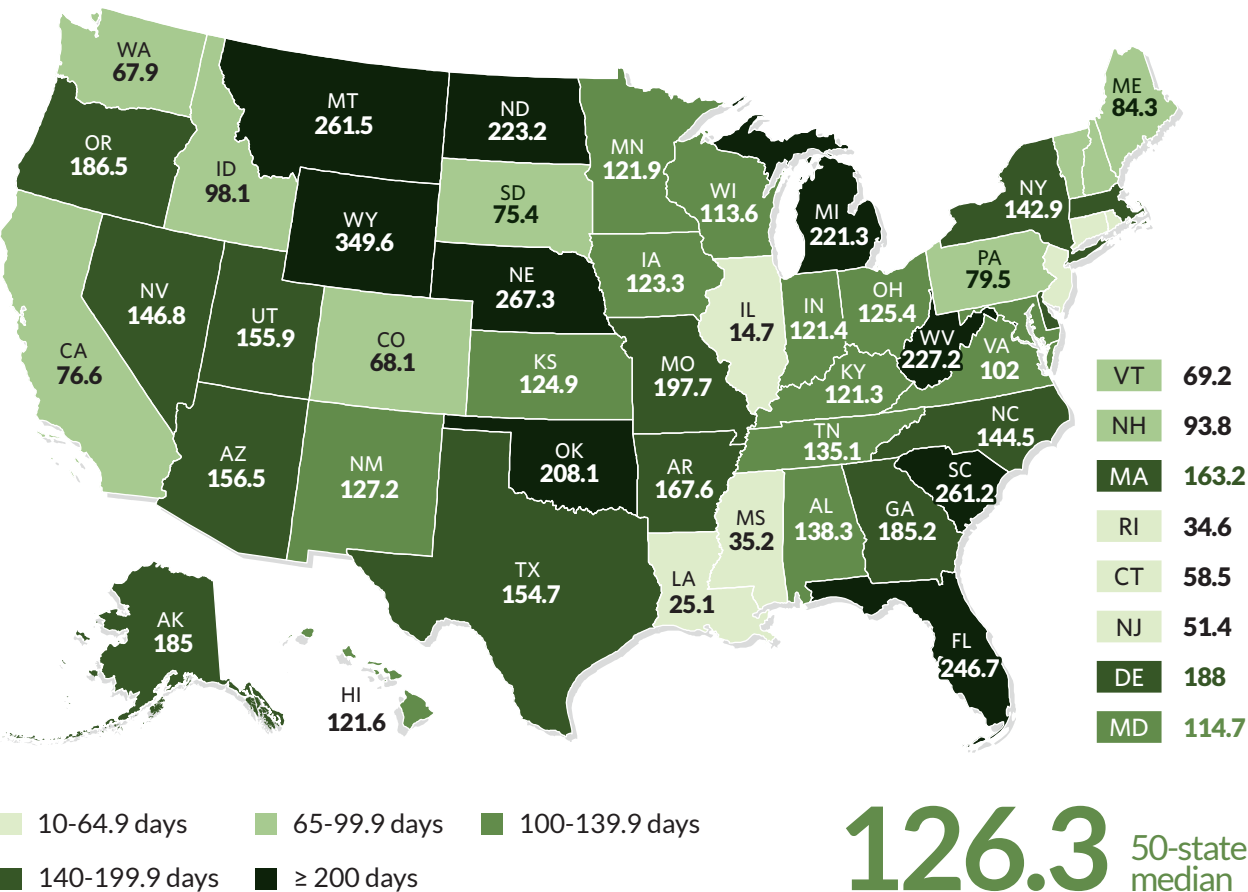 WA
67.9
MT
261.5
ND
223.2
MN
121.9
ME
84.3
OR
186.5
ID
98.1
SD
75.4
WI
113.6
NY
142.9
WY
349.6
MI
221.3
IA
123.3
PA
79.5
NE
267.3
NV
146.8
UT
155.9
IL
14.7
IN
121.4
OH
125.4
CA
76.6
CO
68.1
KS
124.9
MO
197.7
WV
227.2
VA
102
KY
121.3
NC
144.5
TN
135.1
AZ
156.5
NM
127.2
OK
208.1
AR
167.6
SC
261.2
MS
35.2
AL
138.3
GA
185.2
TX
154.7
LA
25.1
AK
185
HI
121.6
FL
246.7
VT 69.2
NH 93.8
MA 163.2
RI 34.6
CT 58.5
NJ 51.4
DE 188
MD 114.7
10-64.9 days
65-99.9 days
100-139.9 days
140-199.9 days
≥ 200 days
126.3
50-state
median